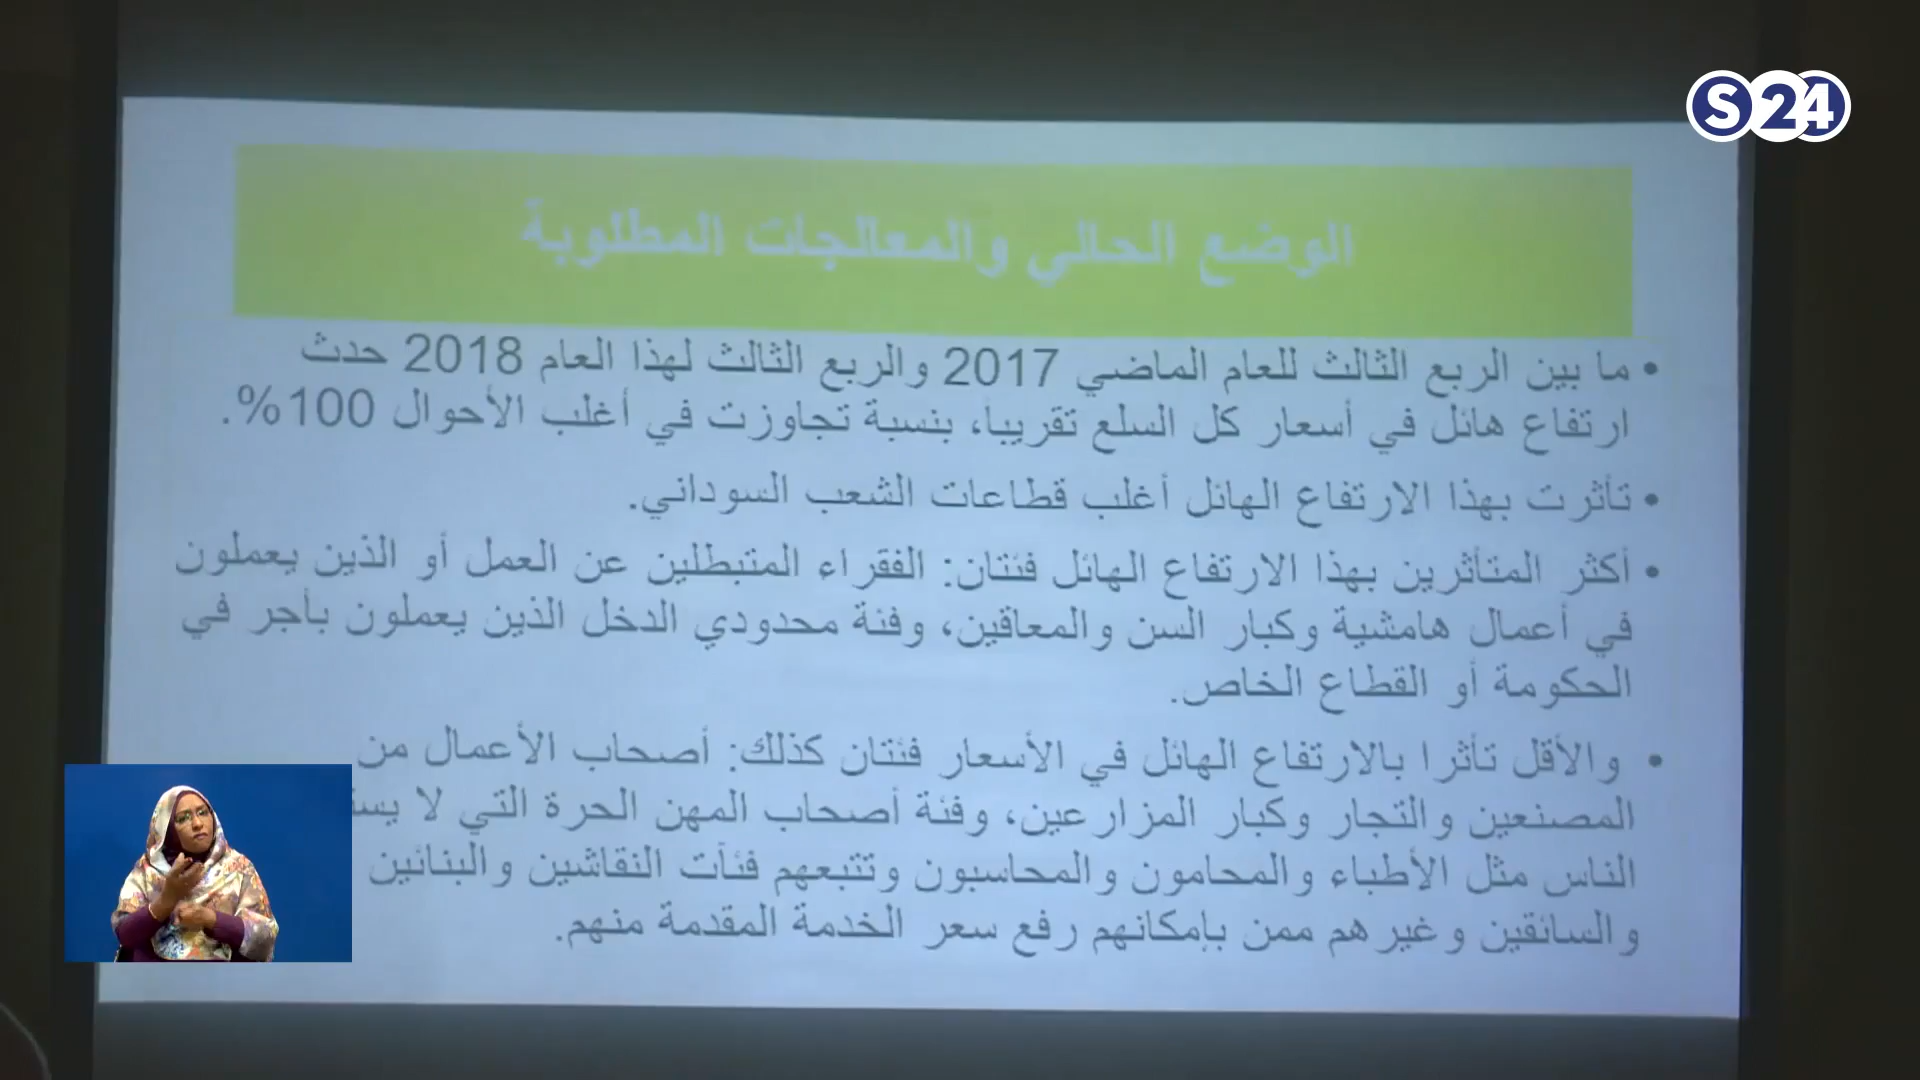 S24
الوضع الحالي والمعالجات المطلوبة
• ما بين الربع الثالث للعام الماضي 2017 والربع الثالث لهذا العام 2018 حدث
ارتفاع هائل في أسعار كل السلع تقريبا، بنسبة تجاوزت في أغلب الأحوال 100%.
• تأثرت بهذا الارتفاع الهائل أغلب قطاعات الشعب السوداني.
• أكثر المتأثرين بهذا الارتفاع الهائل فئتان: الفقراء المتبطلين عن العمل أو الذين يعملون
في أعمال هامشية وكبار السن والمعاقين، وفئة محدودي الدخل الذين يعملون بأجر في
الحكومة أو القطاع الخاص.
• والأقل تأثرا بالارتفاع الهائل في الأسعار فئتان كذلك: أصحاب الأعمال من
المصنعين والتجار وكبار المزارعين، وفئة أصحاب المهن الحرة التي لا
الناس مثل الأطباء والمحامون والمحاسبون وتتبعهم فئآت النقاشين والبنائين
والسائقين وغيرهم ممن بإمكانهم رفع سعر الخدمة المقدمة منهم.